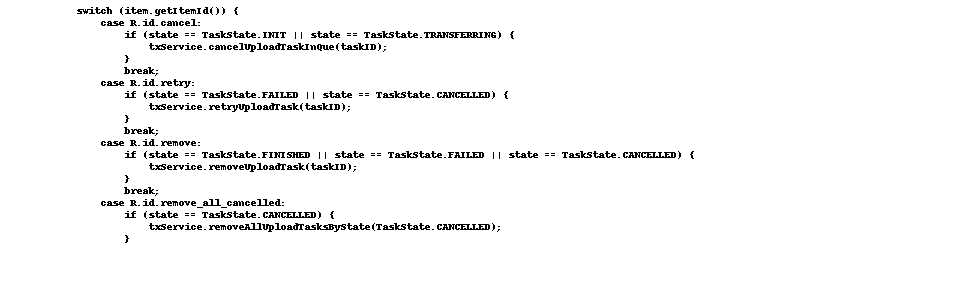 switch (item.getItemId()) {
case R.id.cancel:
if (state == TaskState.INIT || state == TaskState.TRANSFERRING) {
txService.cancelUploadTaskInQue(taskID);
}
break;
case R.id.retry:
if (state == TaskState.FAILED || state == TaskState.CANCELLED) {
txService.retryUploadTask(taskID);
}
break;
case R.id.remove:
if (state == TaskState.FINISHED || state == TaskState.FAILED || state == TaskState.CANCELLED) {
txService.removeUploadTask(taskID);
}
break;
case R.id.remove_all_cancelled:
if (state == TaskState.CANCELLED) {
txService.removeAllUploadTasksByState(TaskState.CANCELLED);
}